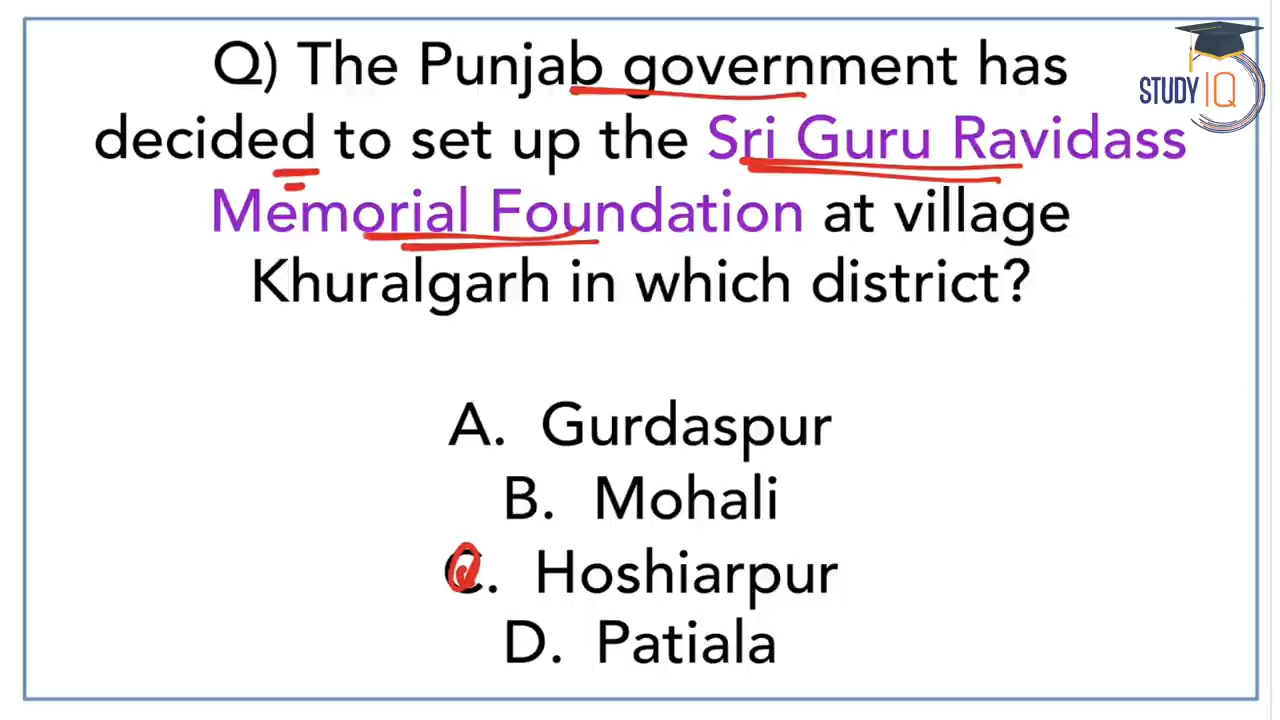 Q) The Punjab government has
decided to set up the Sri Guru Ravidass
Memorial Foundation at village
Khuralgarh in which district?
A. Gurdaspur
B. Mohali
C. Hoshiarpur
D. Patiala
STUDY IQ